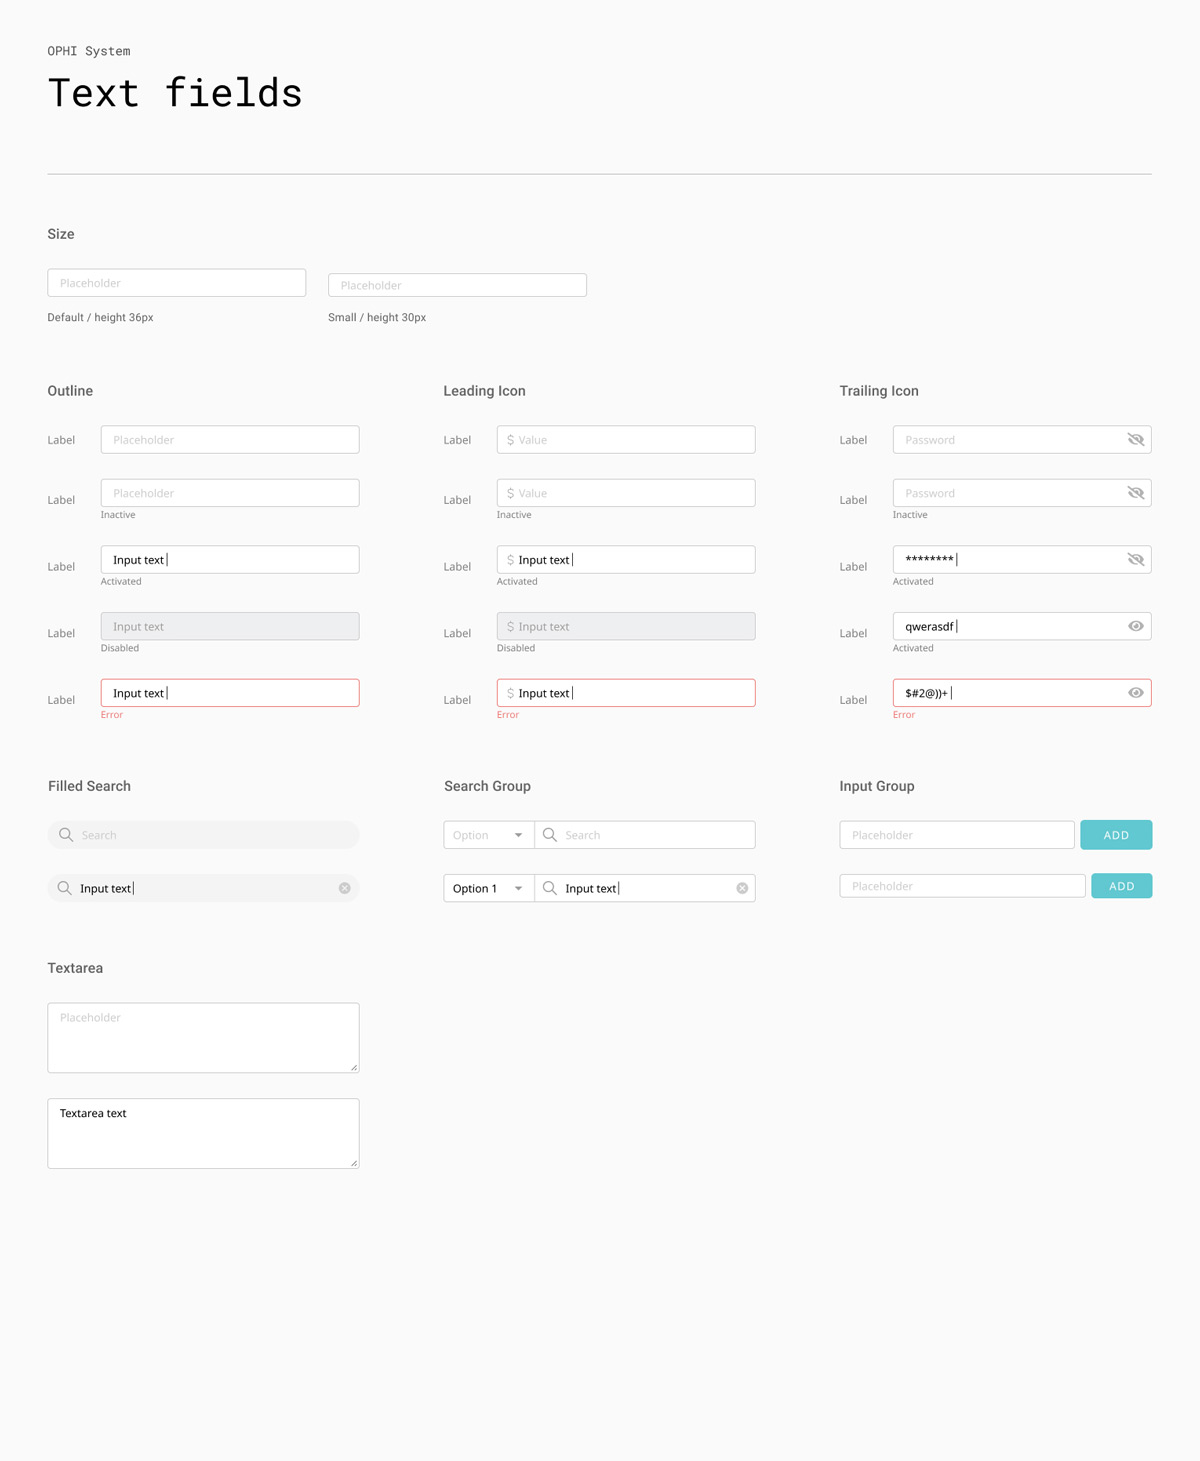 OPHI System
Text fields
Size
Placeholder
Placeholder
Default / height 36px
Small / height 30px
Outline
Label
Placeholder
Label
Placeholder
Inactive
Label
Input text
Activated
Label
Input text
Disabled
Label
Input text
Error
Leading Icon
Label
$ Value
Label
$ Value
Inactive
Label
$ Input text
Activated
Label
$ Input text
Disabled
Label
$ Input text
Error
Trailing Icon
Label
Password
Label
Password
Inactive
Label
********
Activated
Label
qwerasdf
Activated
Label
$#2@))+
Error
Filled Search
Search
Input text
Search Group
Option
Search
Option 1
Input text
Input Group
Placeholder
ADD
Placeholder
ADD
Textarea
Placeholder
Textarea text